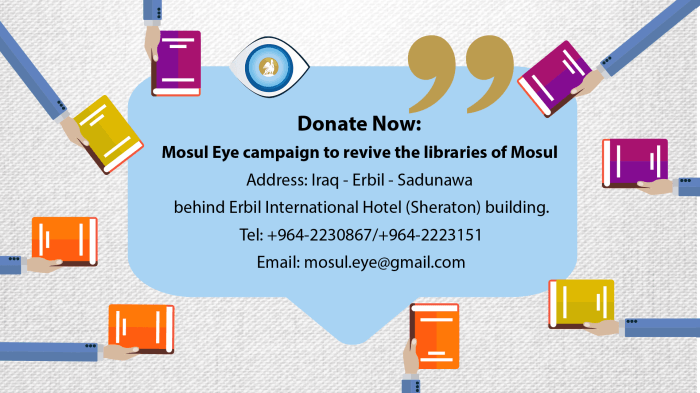 Donate Now:
Mosul Eye campaign to revive the libraries of Mosul
Address: Iraq - Erbil - Sadunawa
behind Erbil International Hotel (Sheraton) building.
Tel: +964-2230867/+964-2223151
Email: mosul.eye@gmail.com